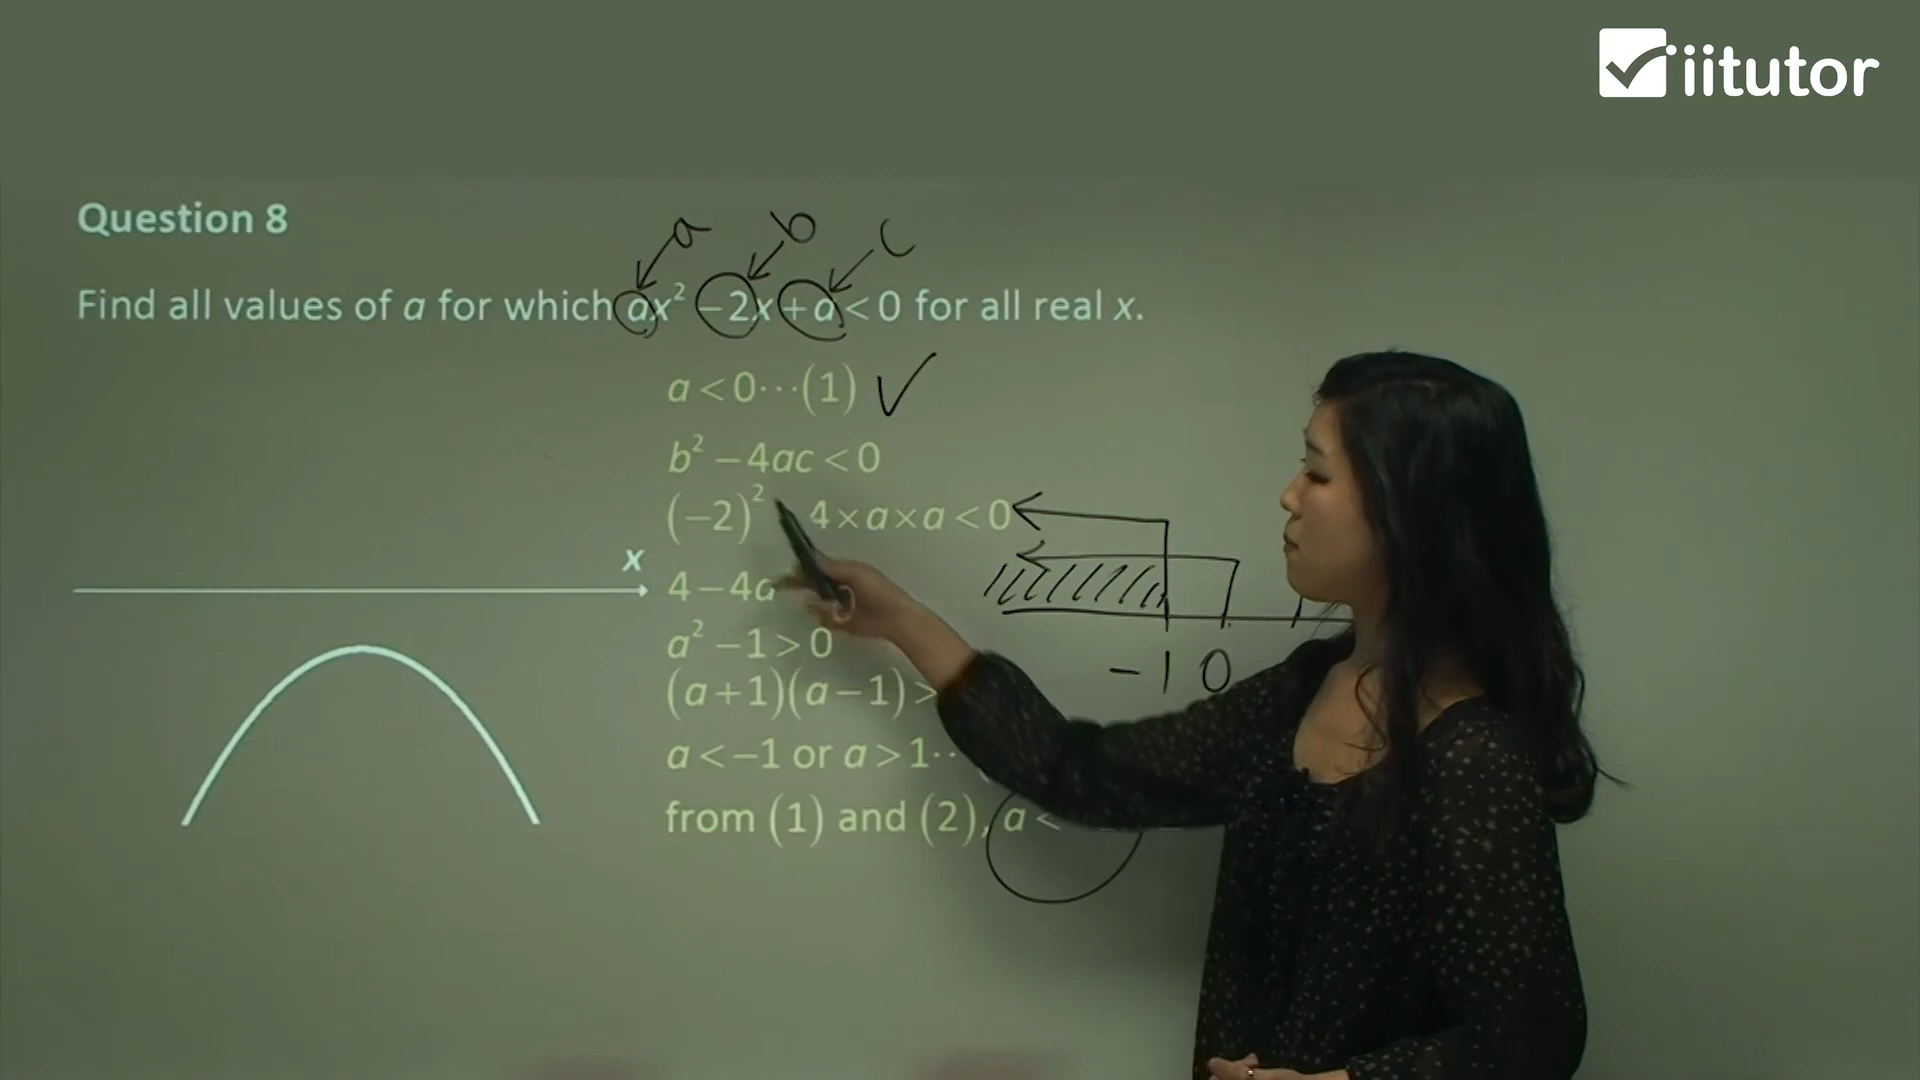 iitutor
Question 8
a b c
Find all values of a for which ax² −2x+a<0 for all real x.
a<0⋯(1) ✓
b²−4ac<0
(−2)² 4×a×a<0
x
4−4a
a²−1>0
−1 0
(a+1)(a−1)>
a<−1 or a>1⋯
from (1) and (2), a<